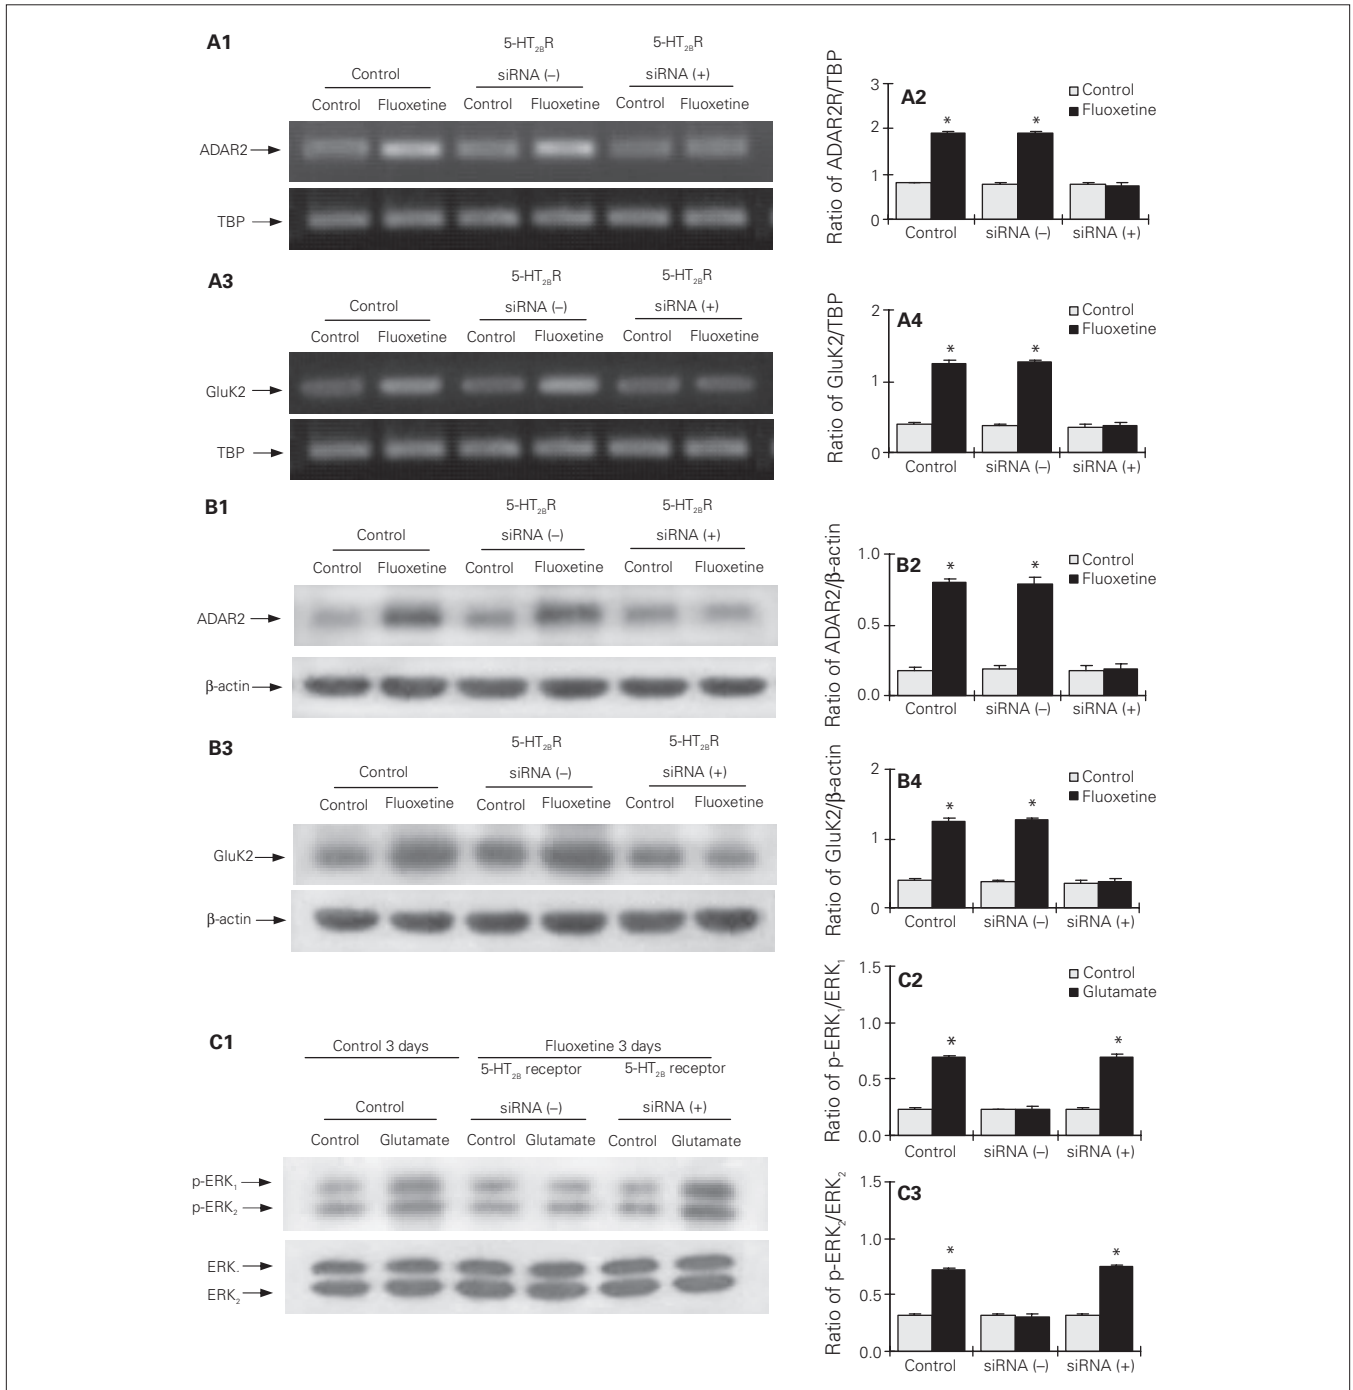 A1
5-HT2BR 5-HT2BR
Control siRNA (–) siRNA (+)
Control Fluoxetine Control Fluoxetine Control Fluoxetine
ADAR2
TBP
A2
Control
Fluoxetine
Ratio of ADAR2R/TBP
3
2
1
0
* *
Control siRNA (–) siRNA (+)
A3
5-HT2BR 5-HT2BR
Control siRNA (–) siRNA (+)
Control Fluoxetine Control Fluoxetine Control Fluoxetine
GluK2
TBP
A4
Control
Fluoxetine
Ratio of GluK2/TBP
2
1
0
* *
Control siRNA (–) siRNA (+)
B1
5-HT2BR 5-HT2BR
Control siRNA (–) siRNA (+)
Control Fluoxetine Control Fluoxetine Control Fluoxetine
ADAR2
β-actin
B2
Control
Fluoxetine
Ratio of ADAR2/β-actin
1.0
0.5
0.0
* *
Control siRNA (–) siRNA (+)
B3
5-HT2BR 5-HT2BR
Control siRNA (–) siRNA (+)
Control Fluoxetine Control Fluoxetine Control Fluoxetine
GluK2
β-actin
B4
Control
Fluoxetine
Ratio of GluK2/β-actin
2
1
0
* *
Control siRNA (–) siRNA (+)
C1
Control 3 days Fluoxetine 3 days
5-HT2B receptor 5-HT2B receptor
Control siRNA (–) siRNA (+)
Control Glutamate Control Glutamate Control Glutamate
p-ERK1
p-ERK2
ERK.
ERK2
C2
Control
Glutamate
Ratio of p-ERK1/ERK1
1.5
1.0
0.5
0.0
* *
Control siRNA (–) siRNA (+)
C3
Ratio of p-ERK2/ERK2
1.5
1.0
0.5
0.0
* *
Control siRNA (–) siRNA (+)